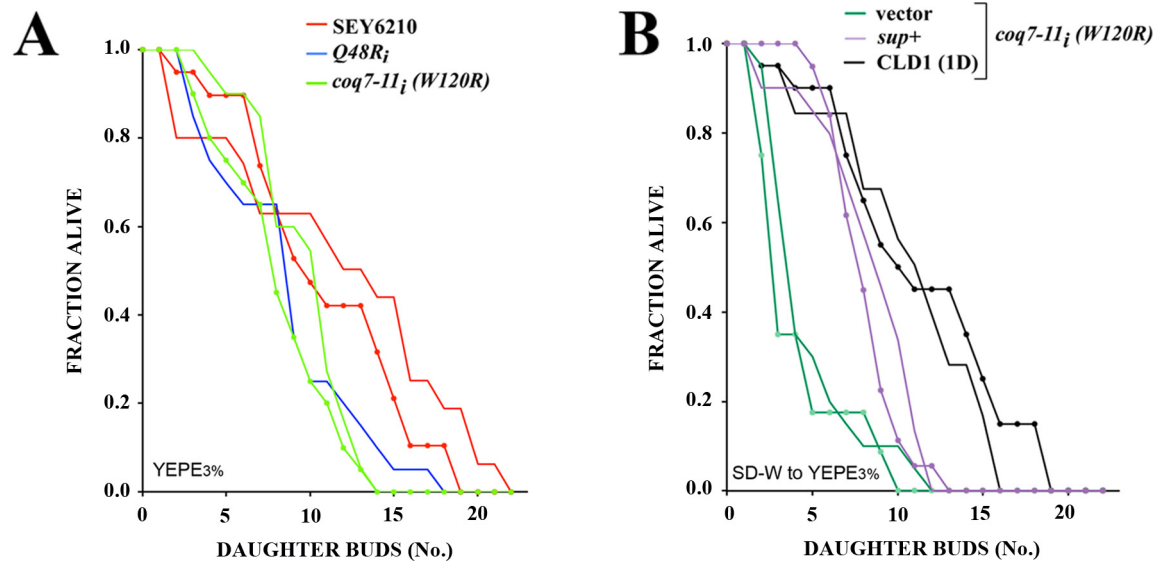 A
SEY6210
Q48Ri
coq7-11i (W120R)
FRACTION ALIVE
1.0
0.8
0.6
0.4
0.2
0.0
YEPE3%
0 5 10 15 20
DAUGHTER BUDS (No.)
B
vector
sup+
CLD1 (1D)
coq7-11i (W120R)
FRACTION ALIVE
1.0
0.8
0.6
0.4
0.2
0.0
SD-W to YEPE3%
0 5 10 15 20
DAUGHTER BUDS (No.)